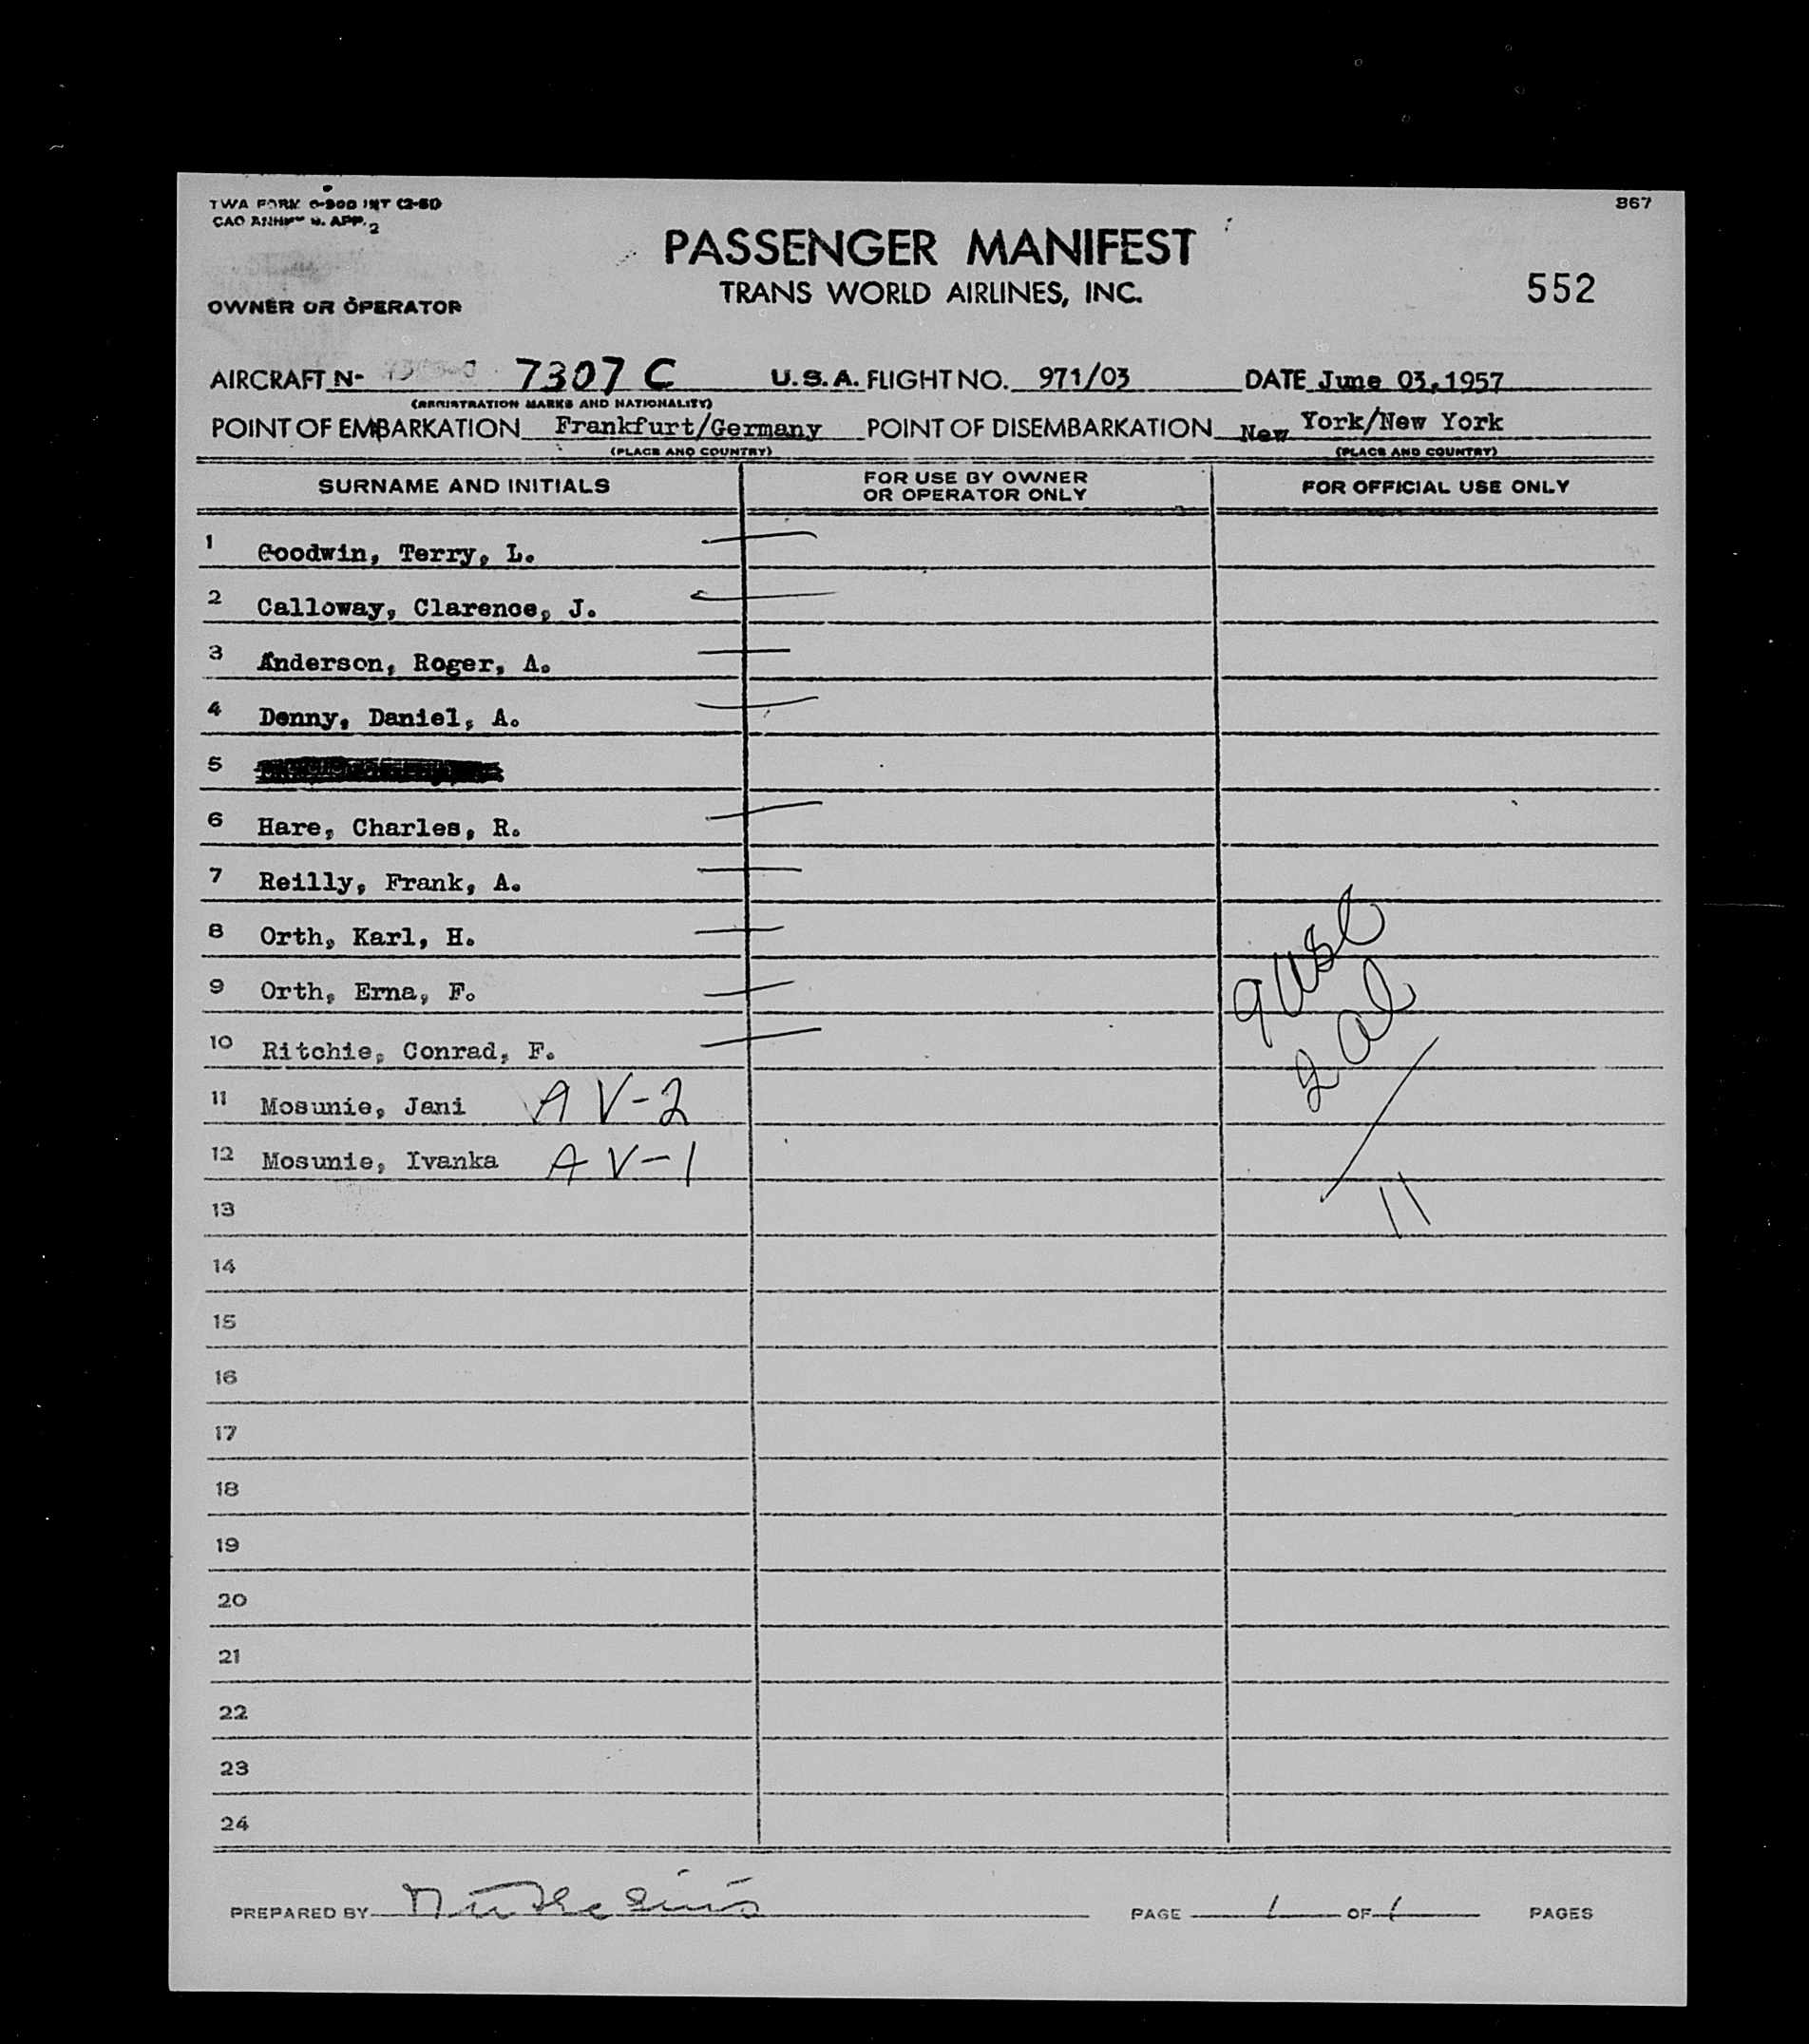 867
PASSENGER MANIFEST
TRANS WORLD AIRLINES, INC.
552
OWNER OR OPERATOR
AIRCRAFT N- 7307 C U.S.A. FLIGHT NO. 971/03 DATE June 03, 1957
(REGISTRATION MARKS AND NATIONALITY)
POINT OF EMBARKATION Frankfurt/Germany POINT OF DISEMBARKATION New York/New York
(PLACE AND COUNTRY) (PLACE AND COUNTRY)
SURNAME AND INITIALS FOR USE BY OWNER OR OPERATOR ONLY FOR OFFICIAL USE ONLY
1 Goodwin, Terry, L.
2 Calloway, Clarence, J.
3 Anderson, Roger, A.
4 Denny, Daniel, A.
5
6 Hare, Charles, R.
7 Reilly, Frank, A.
8 Orth, Karl, H.
9 Orth, Erna, F.
9 USC
10 Ritchie, Conrad, F.
2 al
11 Mosunie, Jani AV-2
12 Mosunie, Ivanka AV-1
11
13
14
15
16
17
18
19
20
21
22
23
24
PREPARED BY PAGE 1 OF 1 PAGES